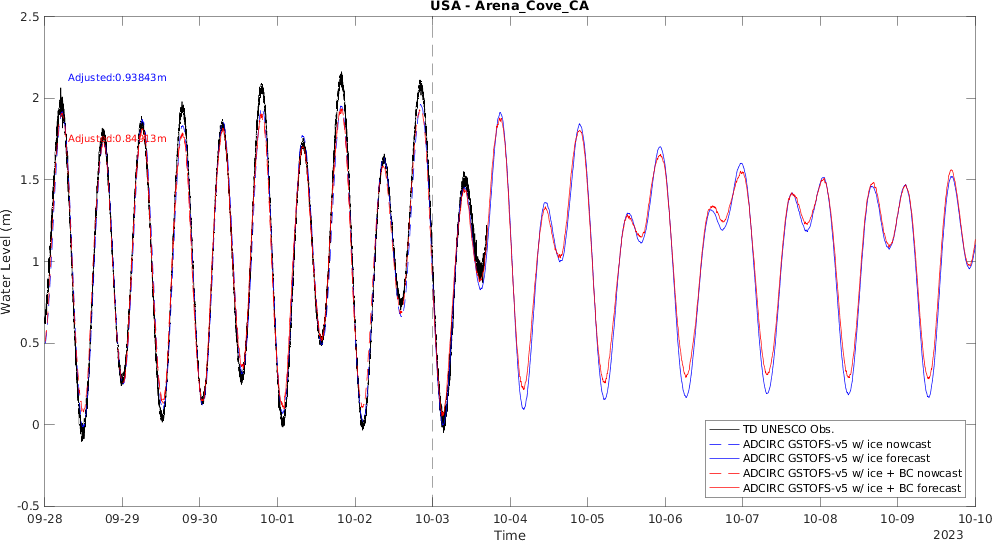 USA - Arena_Cove_CA
2.5
2
1.5
1
0.5
0
-0.5
Water Level (m)
Adjusted:0.93843m
TD UNESCO Obs.
ADCIRC GSTOFS-v5 w/ ice nowcast
ADCIRC GSTOFS-v5 w/ ice forecast
ADCIRC GSTOFS-v5 w/ ice + BC nowcast
ADCIRC GSTOFS-v5 w/ ice + BC forecast
09-28 09-29 09-30 10-01 10-02 10-03 10-04 10-05 10-06 10-07 10-08 10-09 10-10
Time
2023